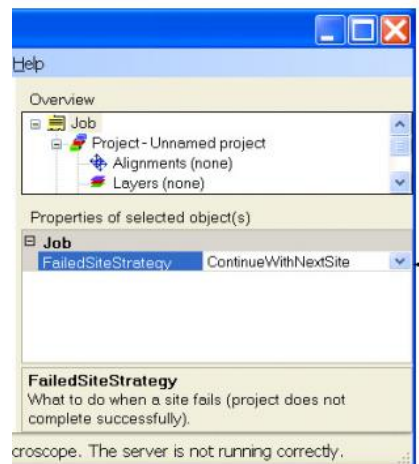 Help
Overview
Job
Project - Unnamed project
Alignments (none)
Layers (none)
Properties of selected object(s)
Job
FailedSiteStrategy ContinueWithNextSite
FailedSiteStrategy
What to do when a site fails (project does not
complete successfully).
croscope. The server is not running correctly.